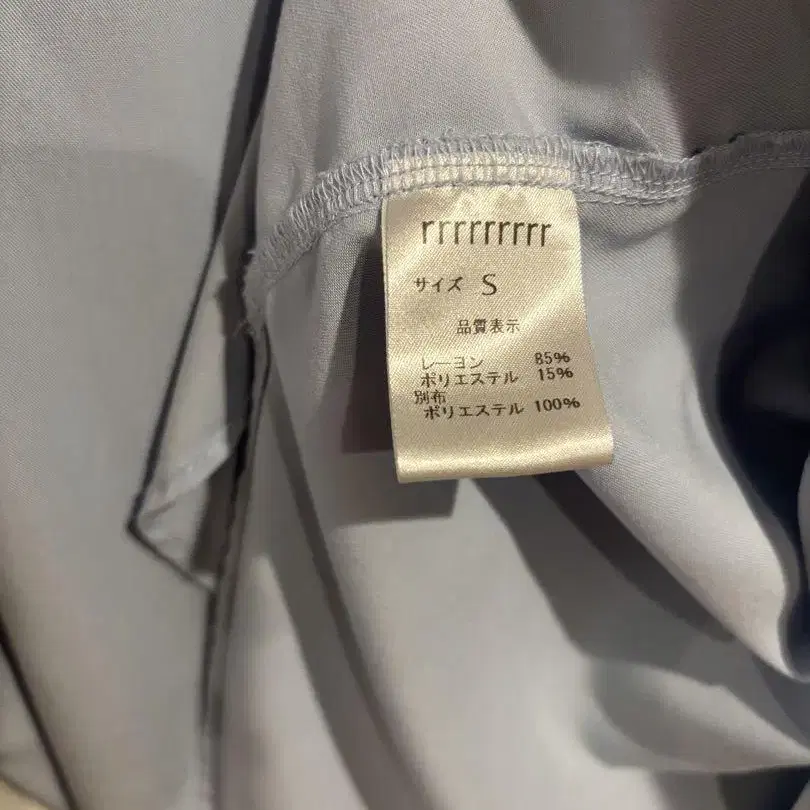 rrrrrrrrr
サイズ S
品質表示
レーヨン 85%
ポリエステル 15%
別布
ポリエステル 100%